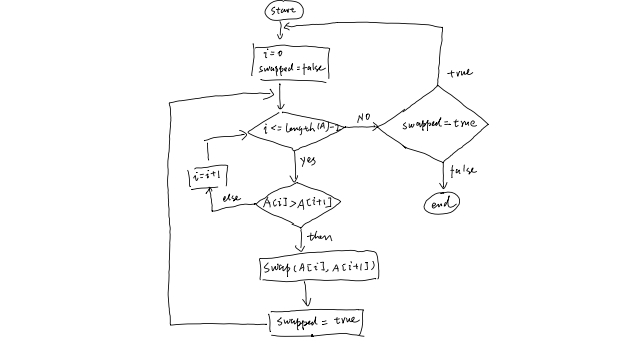 start
i=0
swapped=false
true
i <= length(A)-1
NO
swapped=true
yes
i=i+1
false
else
A[i]>A[i+1]
end
then
Swap(A[i], A[i+1])
swapped = true